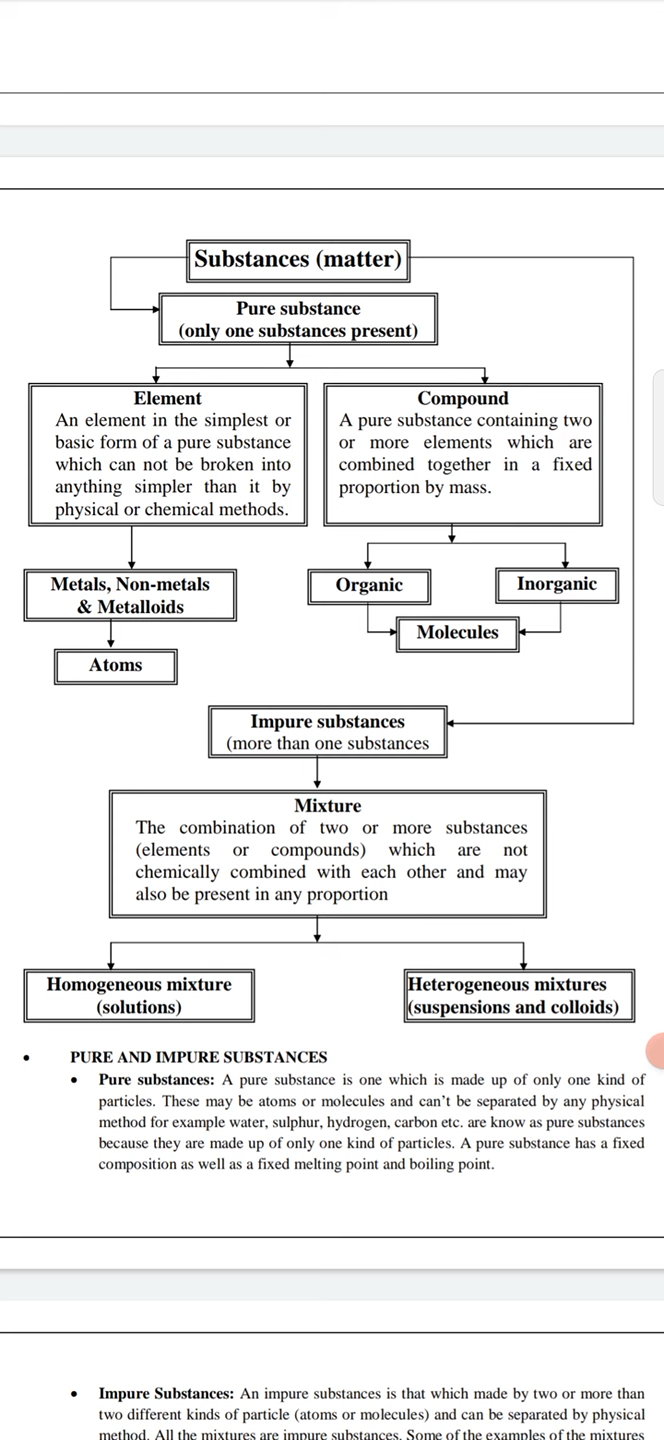 Substances (matter)
Pure substance
(only one substances present)
Element
An element in the simplest or
basic form of a pure substance
which can not be broken into
anything simpler than it by
physical or chemical methods.
Compound
A pure substance containing two
or more elements which are
combined together in a fixed
proportion by mass.
Metals, Non-metals
& Metalloids
Organic
Inorganic
Molecules
Atoms
Impure substances
(more than one substances
Mixture
The combination of two or more substances
(elements or compounds) which are not
chemically combined with each other and may
also be present in any proportion
Homogeneous mixture
(solutions)
Heterogeneous mixtures
(suspensions and colloids)
• PURE AND IMPURE SUBSTANCES
• Pure substances: A pure substance is one which is made up of only one kind of
particles. These may be atoms or molecules and can’t be separated by any physical
method for example water, sulphur, hydrogen, carbon etc. are know as pure substances
because they are made up of only one kind of particles. A pure substance has a fixed
composition as well as a fixed melting point and boiling point.
• Impure Substances: An impure substances is that which made by two or more than
two different kinds of particle (atoms or molecules) and can be separated by physical
method. All the mixtures are impure substances. Some of the examples of the mixtures